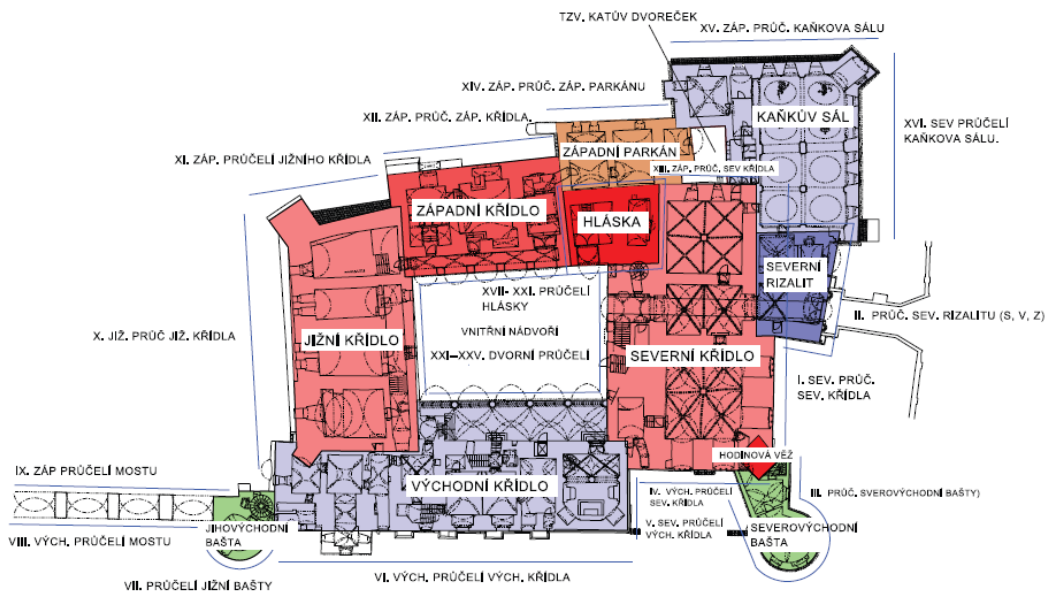 TZV. KATŮV DVOREČEK
XV. ZÁP. PRŮČ. KAŇKOVA SÁLU
XIV. ZÁP. PRŮČ. ZÁP. PARKÁNU
XII. ZÁP. PRŮČ. ZÁP. KŘÍDLA.
KAŇKŮV SÁL
XVI. SEV PRŮČELÍ
KAŇKOVA SÁLU.
XI. ZÁP. PRŮČELÍ JIŽNÍHO KŘÍDLA
ZÁPADNÍ PARKÁN
XIII. ZÁP. PRŮČ. SEV KŘÍDLA
ZÁPADNÍ KŘÍDLO
HLÁSKA
SEVERNÍ
RIZALIT
XVII- XXI. PRŮČELÍ
HLÁSKY
II. PRŮČ. SEV. RIZALITU (S, V, Z)
VNITŘNÍ NÁDVOŘÍ
X. JIŽ. PRŮČ JIŽ. KŘÍDLA
JIŽNÍ KŘÍDLO
XXI–XXV. DVORNÍ PRŮČELÍ
SEVERNÍ KŘÍDLO
I. SEV. PRŮČ.
SEV. KŘÍDLA
HODINOVÁ VĚŽ
IX. ZÁP PRŮČELÍ MOSTU
VÝCHODNÍ KŘÍDLO
IV. VÝCH. PRŮČELÍ
SEV. KŘÍDLA
III. PRŮČ. SVEROVÝCHODNÍ BAŠTY)
V. SEV. PRŮČELÍ
VÝCH. KŘÍDLA
JIHOVÝCHODNÍ
BAŠTA
SEVEROVÝCHODNÍ
BAŠTA
VIII. VÝCH. PRŮČELÍ MOSTU
VII. PRŮČELÍ JIŽNÍ BAŠTY
VI. VÝCH. PRŮČELÍ VÝCH. KŘÍDLA